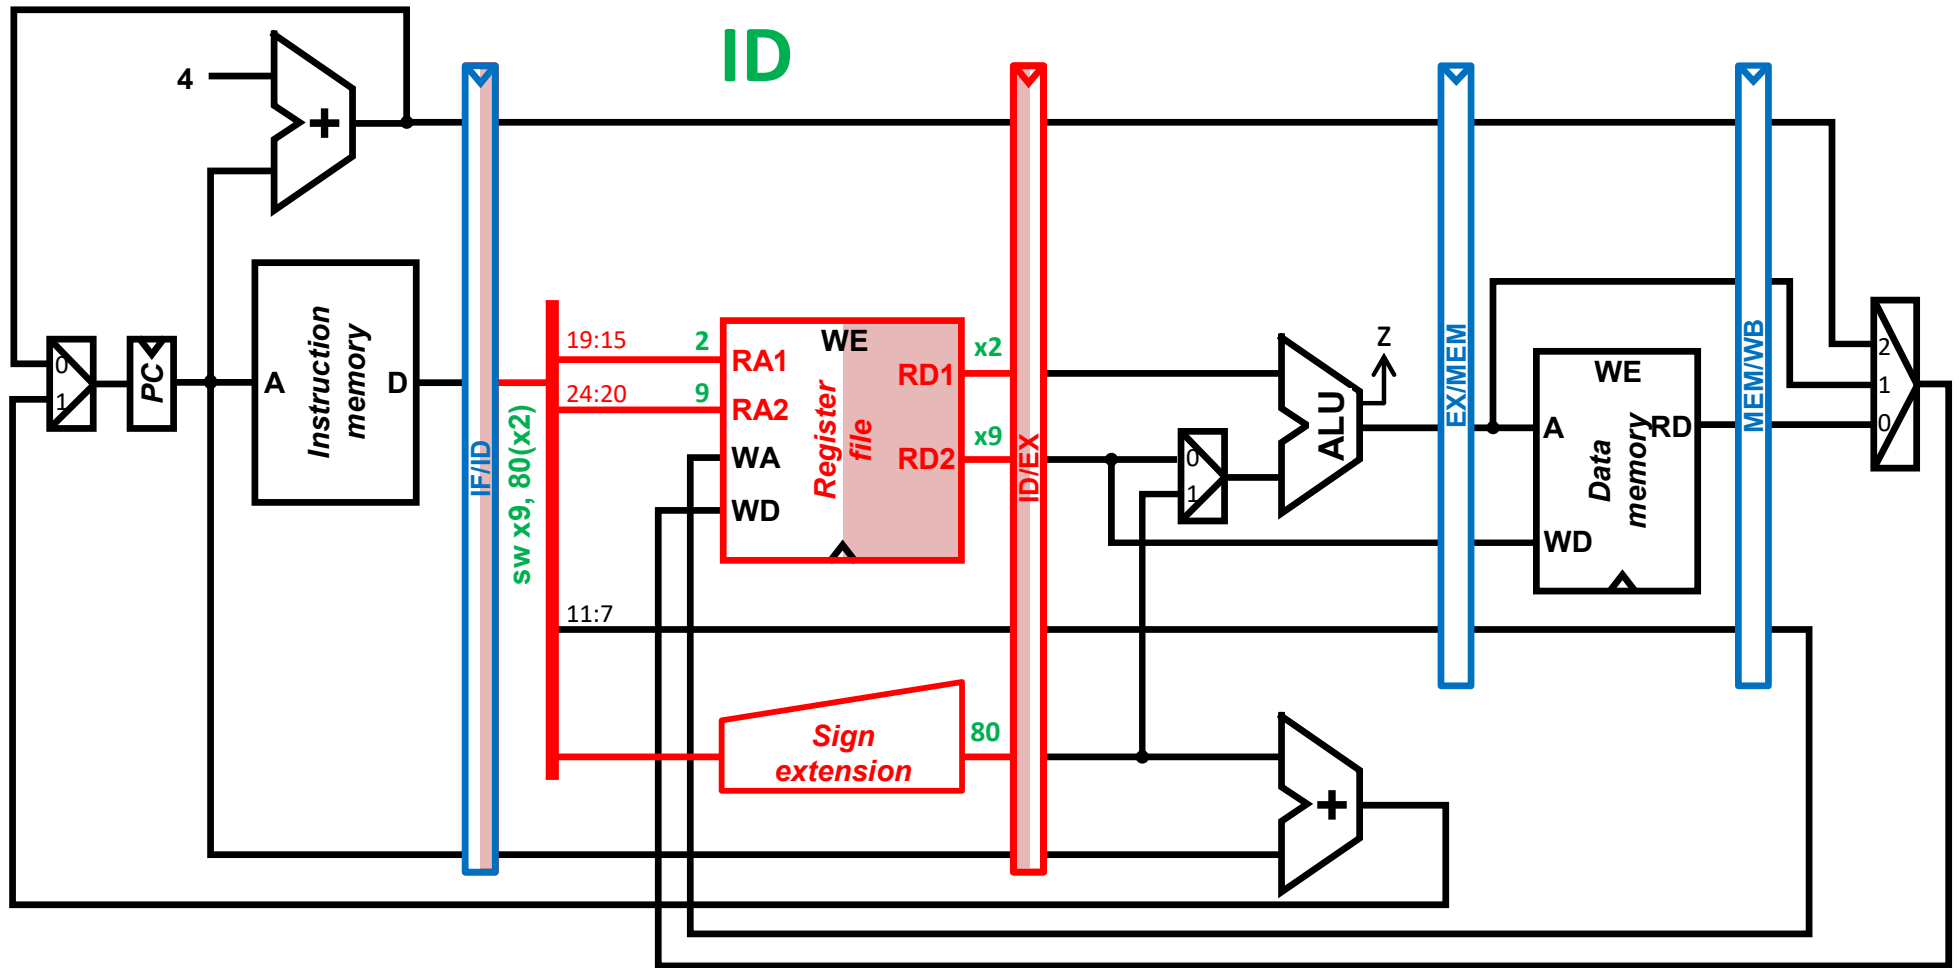 ID
4
+
0
1
PC
A
Instruction
memory
D
IF/ID
sw x9, 80(x2)
19:15
24:20
11:7
2
9
RA1
RA2
WA
WD
WE
Register
file
RD1
RD2
x2
x9
Sign
extension
80
ID/EX
0
1
ALU
Z
+
EX/MEM
A
WD
WE
Data
memory
RD
MEM/WB
2
1
0